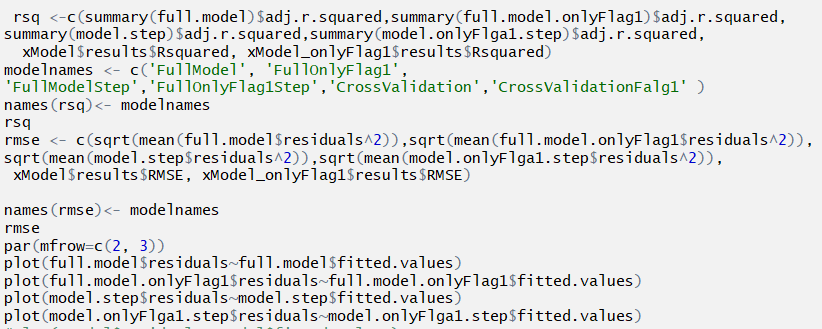 rsq <-c(summary(full.model)$adj.r.squared,summary(full.model.onlyFlag1)$adj.r.squared,
summary(model.step)$adj.r.squared,summary(model.onlyFlga1.step)$adj.r.squared,
xModel$results$Rsquared, xModel_onlyFlag1$results$Rsquared)
modelnames <- c('FullModel', 'FullOnlyFlag1',
'FullModelStep','FullOnlyFlag1Step','CrossValidation','CrossValidationFalg1' )
names(rsq)<- modelnames
rsq
rmse <- c(sqrt(mean(full.model$residuals^2)),sqrt(mean(full.model.onlyFlag1$residuals^2)),
sqrt(mean(model.step$residuals^2)),sqrt(mean(model.onlyFlga1.step$residuals^2)),
xModel$results$RMSE, xModel_onlyFlag1$results$RMSE)
names(rmse)<- modelnames
rmse
par(mfrow=c(2, 3))
plot(full.model$residuals~full.model$fitted.values)
plot(full.model.onlyFlag1$residuals~full.model.onlyFlag1$fitted.values)
plot(model.step$residuals~model.step$fitted.values)
plot(model.onlyFlga1.step$residuals~model.onlyFlga1.step$fitted.values)